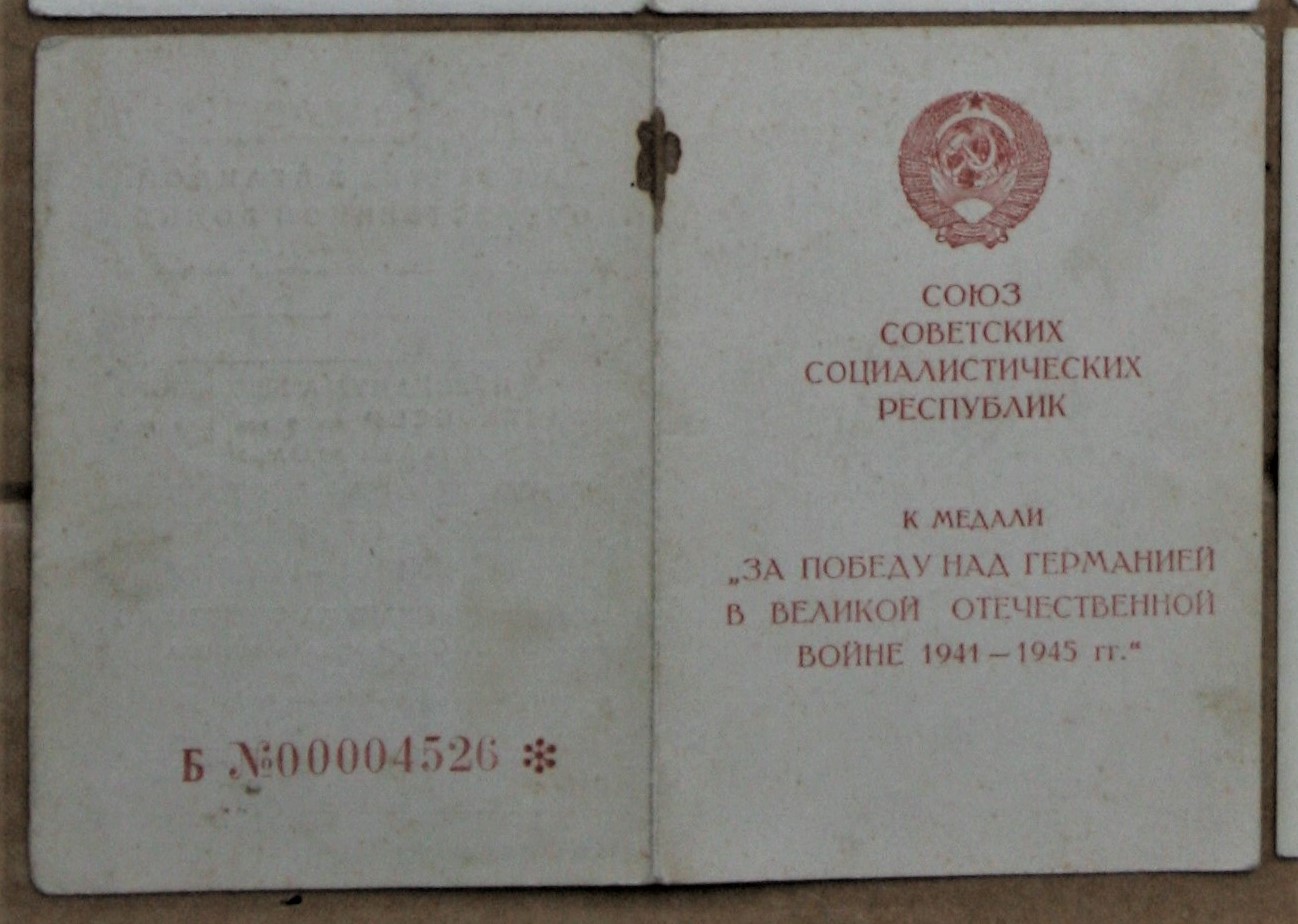 Б №00004526 *
СОЮЗ
СОВЕТСКИХ
СОЦИАЛИСТИЧЕСКИХ
РЕСПУБЛИК
К МЕДАЛИ
„ЗА ПОБЕДУ НАД ГЕРМАНИЕЙ
В ВЕЛИКОЙ ОТЕЧЕСТВЕННОЙ
ВОЙНЕ 1941 – 1945 гг.“